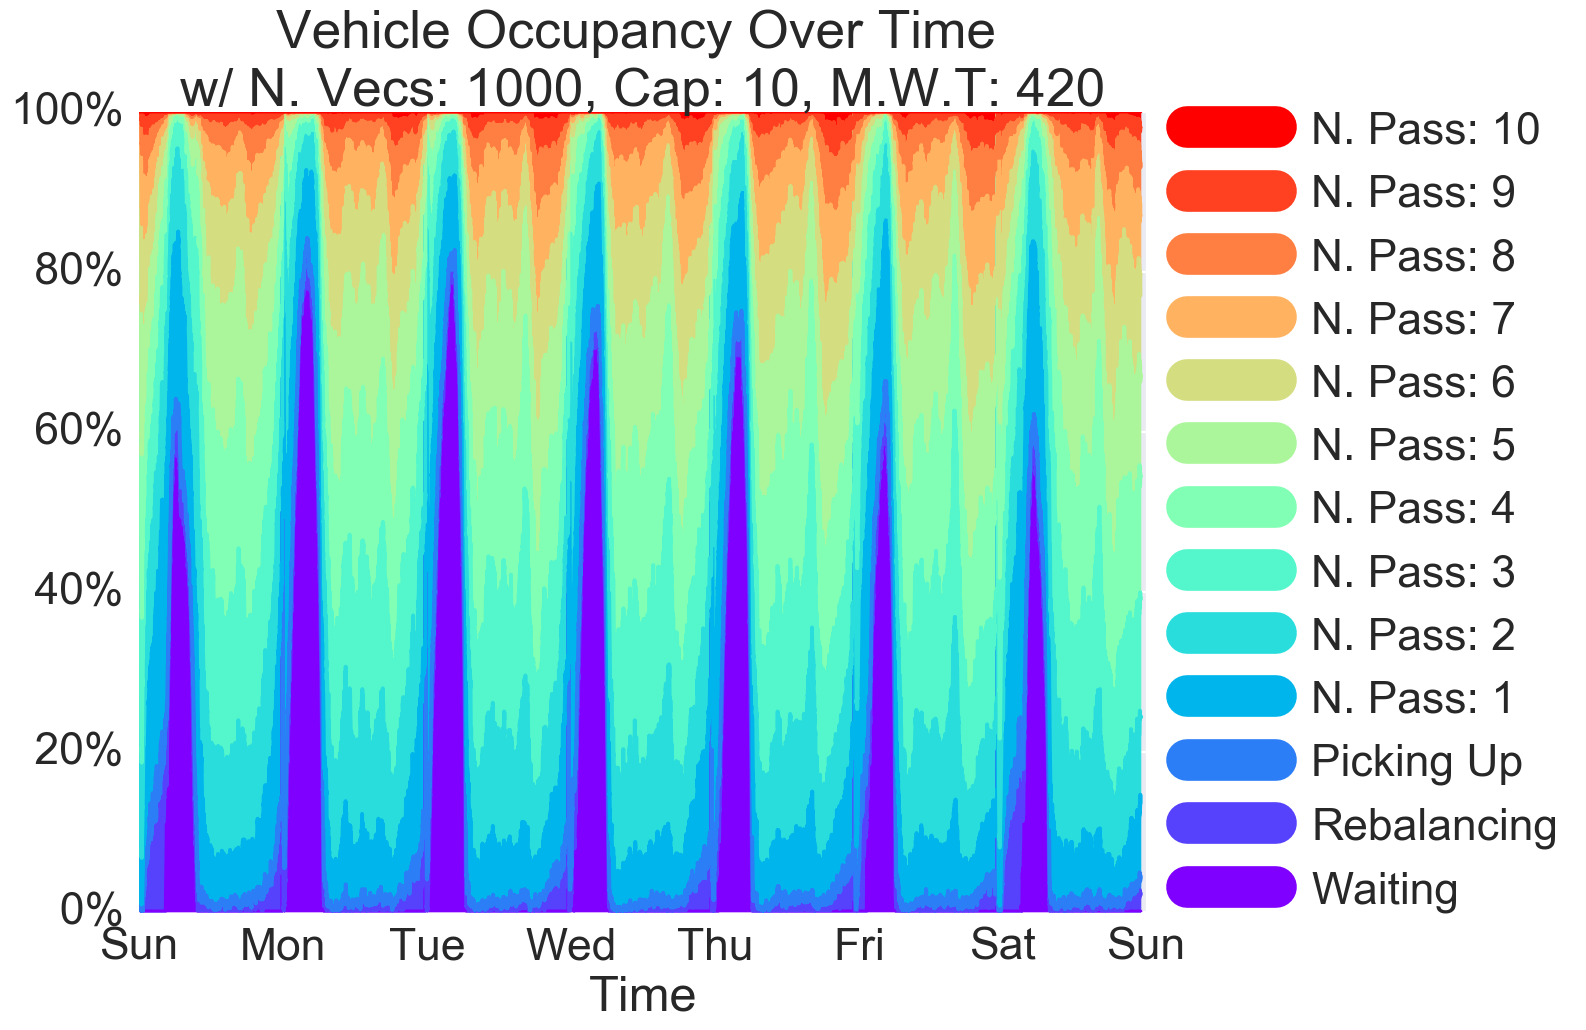 Vehicle Occupancy Over Time
w/ N. Vecs: 1000, Cap: 10, M.W.T: 420
100%
80%
60%
40%
20%
0%
Sun Mon Tue Wed Thu Fri Sat Sun
Time
N. Pass: 10
N. Pass: 9
N. Pass: 8
N. Pass: 7
N. Pass: 6
N. Pass: 5
N. Pass: 4
N. Pass: 3
N. Pass: 2
N. Pass: 1
Picking Up
Rebalancing
Waiting